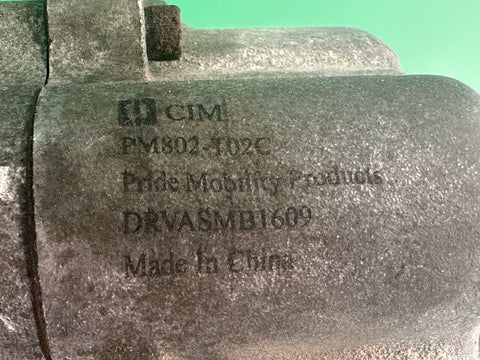 CIM
PM802-T02C
Pride Mobility Products
DRVASMB1609
Made In China